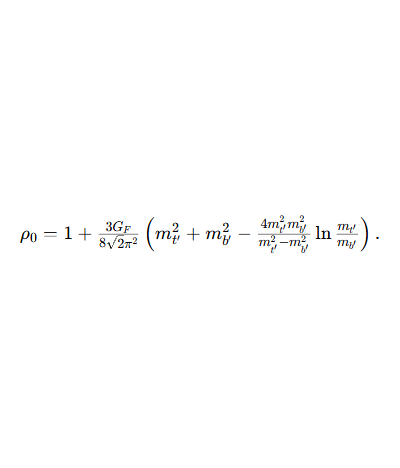 \rho_0 = 1 + \frac{3G_F}{8\sqrt{2}\pi^2} \left( m_{t'}^2 + m_{b'}^2 - \frac{4m_{t'}^2 m_{b'}^2}{m_{t'}^2 - m_{b'}^2} \ln \frac{m_{t'}}{m_{b'}} \right).